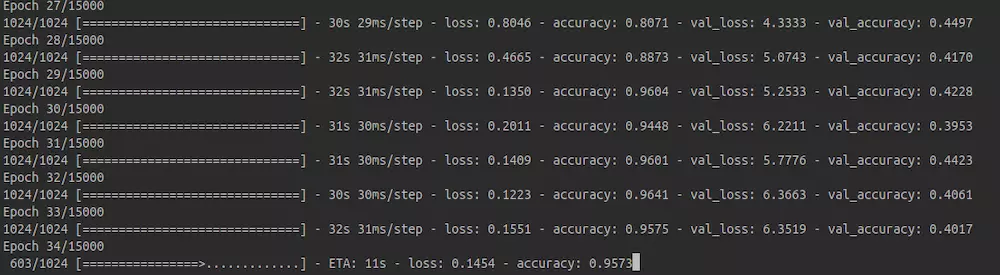 Epoch 27/15000
1024/1024 [==============================] - 30s 29ms/step - loss: 0.8046 - accuracy: 0.8071 - val_loss: 4.3333 - val_accuracy: 0.4497
Epoch 28/15000
1024/1024 [==============================] - 32s 31ms/step - loss: 0.4665 - accuracy: 0.8873 - val_loss: 5.0743 - val_accuracy: 0.4170
Epoch 29/15000
1024/1024 [==============================] - 32s 31ms/step - loss: 0.1350 - accuracy: 0.9604 - val_loss: 5.2533 - val_accuracy: 0.4228
Epoch 30/15000
1024/1024 [==============================] - 31s 30ms/step - loss: 0.2011 - accuracy: 0.9448 - val_loss: 6.2211 - val_accuracy: 0.3953
Epoch 31/15000
1024/1024 [==============================] - 31s 30ms/step - loss: 0.1409 - accuracy: 0.9601 - val_loss: 5.7776 - val_accuracy: 0.4423
Epoch 32/15000
1024/1024 [==============================] - 30s 30ms/step - loss: 0.1223 - accuracy: 0.9641 - val_loss: 6.3663 - val_accuracy: 0.4061
Epoch 33/15000
1024/1024 [==============================] - 32s 31ms/step - loss: 0.1551 - accuracy: 0.9575 - val_loss: 6.3519 - val_accuracy: 0.4017
Epoch 34/15000
603/1024 [================>.............] - ETA: 11s - loss: 0.1454 - accuracy: 0.9573